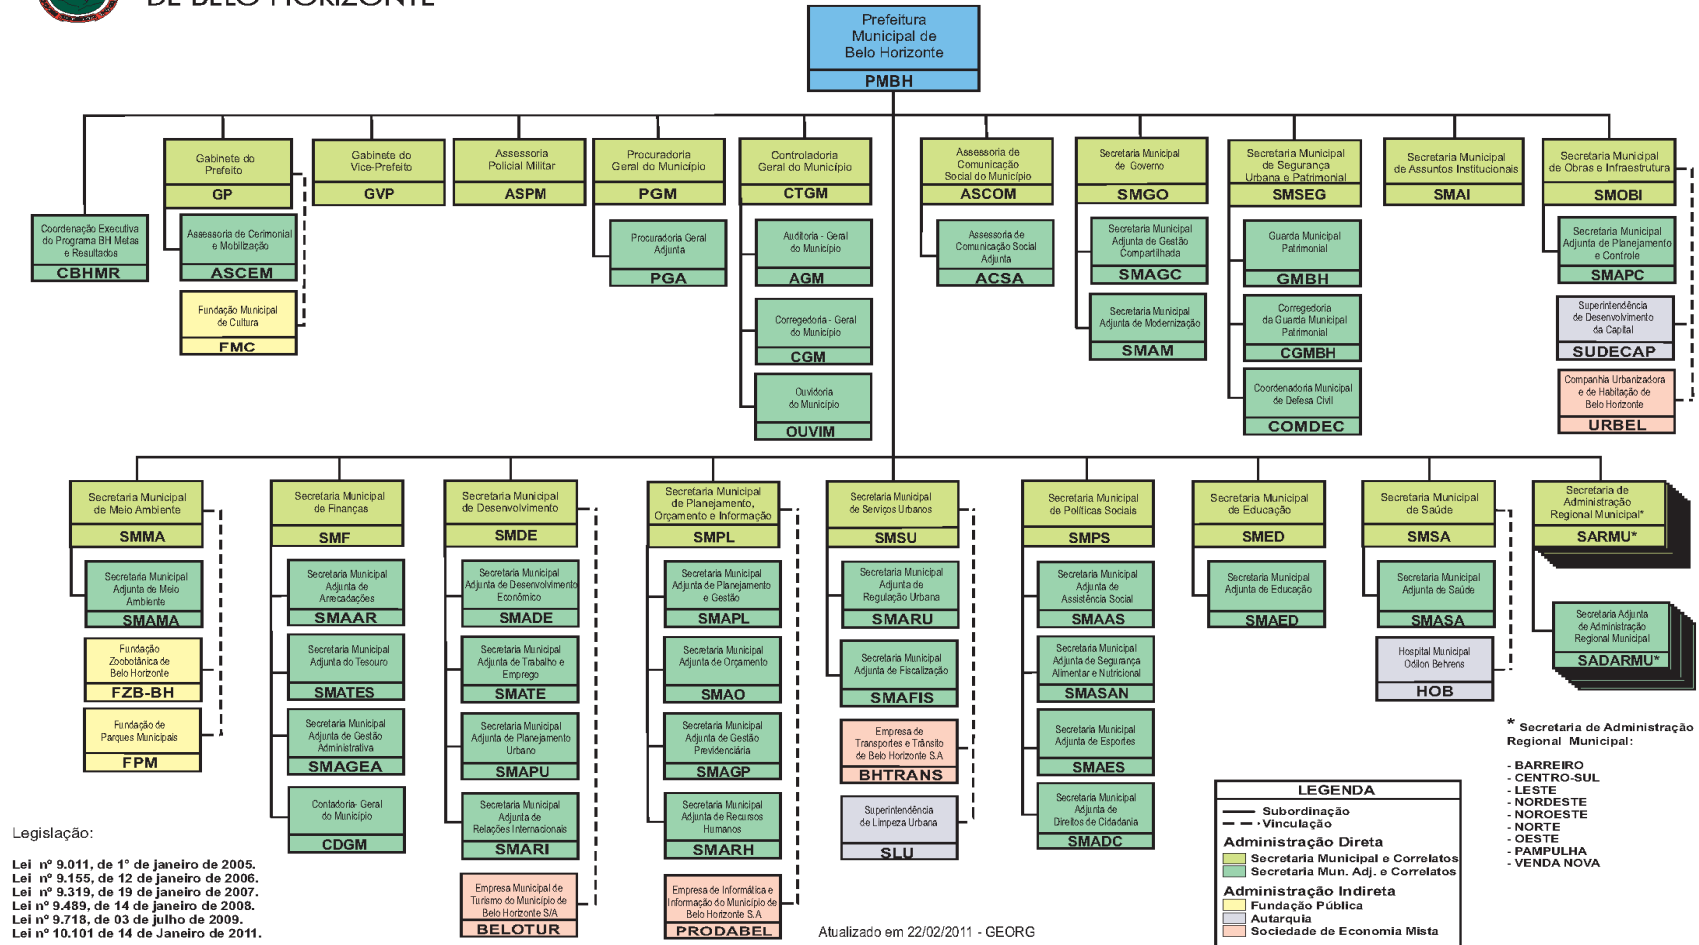 DE BELO HORIZONTE
Prefeitura
Municipal de
Belo Horizonte
PMBH
Gabinete do
Prefeito
GP
Gabinete do
Vice-Prefeito
GVP
Assessoria
Policial Militar
ASPM
Procuradoria
Geral do Município
PGM
Controladoria
Geral do Município
CTGM
Assessoria de
Comunicação
Social do Município
ASCOM
Secretaria Municipal
de Governo
SMGO
Secretaria Municipal
de Segurança
Urbana e Patrimonial
SMSEG
Secretaria Municipal
de Assuntos Institucionais
SMAI
Secretaria Municipal
de Obras e Infraestrutura
SMOBI
Coordenação Executiva
do Programa BH Metas
e Resultados
CBHMR
Assessoria de Cerimonial
e Mobilização
ASCEM
Fundação Municipal
de Cultura
FMC
Procuradoria Geral
Adjunta
PGA
Auditoria - Geral
do Município
AGM
Corregedoria - Geral
do Município
CGM
Ouvidoria
do Município
OUVIM
Assessoria de
Comunicação Social
Adjunta
ACSA
Secretaria Municipal
Adjunta de Gestão
Compartilhada
SMAGC
Secretaria Municipal
Adjunta de Modernização
SMAM
Guarda Municipal
Patrimonial
GMBH
Corregedoria
da Guarda Municipal
Patrimonial
CGMBH
Coordenadoria Municipal
de Defesa Civil
COMDEC
Secretaria Municipal
Adjunta de Planejamento
e Controle
SMAPC
Superintendência
de Desenvolvimento
da Capital
SUDECAP
Companhia Urbanizadora
e de Habitação de
Belo Horizonte
URBEL
Secretaria Municipal
de Meio Ambiente
SMMA
Secretaria Municipal
Adjunta de Meio
Ambiente
SMAMA
Fundação
Zoobotânica de
Belo Horizonte
FZB-BH
Fundação de
Parques Municipais
FPM
Secretaria Municipal
de Finanças
SMF
Secretaria Municipal
Adjunta de
Arrecadações
SMAAR
Secretaria Municipal
Adjunta do Tesouro
SMATES
Secretaria Municipal
Adjunta de Gestão
Administrativa
SMAGEA
Contadoria- Geral
do Município
CDGM
Secretaria Municipal
de Desenvolvimento
SMDE
Secretaria Municipal
Adjunta de Desenvolvimento
Econômico
SMADE
Secretaria Municipal
Adjunta de Trabalho e
Emprego
SMATE
Secretaria Municipal
Adjunta de Planejamento
Urbano
SMAPU
Secretaria Municipal
Adjunta de
Relações Internacionais
SMARI
Empresa Municipal de
Turismo do Município de
Belo Horizonte S/A
BELOTUR
Secretaria Municipal
de Planejamento,
Orçamento e Informação
SMPL
Secretaria Municipal
Adjunta de Planejamento
e Gestão
SMAPL
Secretaria Municipal
Adjunta de Orçamento
SMAO
Secretaria Municipal
Adjunta de Gestão
Previdenciária
SMAGP
Secretaria Municipal
Adjunta de Recursos
Humanos
SMARH
Empresa de Informática e
Informação do Município de
Belo Horizonte S.A
PRODABEL
Secretaria Municipal
de Serviços Urbanos
SMSU
Secretaria Municipal
Adjunta de
Regulação Urbana
SMARU
Secretaria Municipal
Adjunta de Fiscalização
SMAFIS
Empresa de
Transportes e Trânsito
de Belo Horizonte S.A
BHTRANS
Superintendência
de Limpeza Urbana
SLU
Secretaria Municipal
de Políticas Sociais
SMPS
Secretaria Municipal
Adjunta de
Assistência Social
SMAAS
Secretaria Municipal
Adjunta de Segurança
Alimentar e Nutricional
SMASAN
Secretaria Municipal
Adjunta de Esportes
SMAES
Secretaria Municipal
Adjunta de
Direitos de Cidadania
SMADC
Secretaria Municipal
de Educação
SMED
Secretaria Municipal
Adjunta de Educação
SMAED
Secretaria Municipal
de Saúde
SMSA
Secretaria Municipal
Adjunta de Saúde
SMASA
Hospital Municipal
Odilon Behrens
HOB
Secretaria de
Administração
Regional Municipal*
SARMU*
Secretaria Adjunta
de Administração
Regional Municipal
SADARMU*
* Secretaria de Administração
Regional Municipal:
- BARREIRO
- CENTRO-SUL
- LESTE
- NORDESTE
- NOROESTE
- NORTE
- OESTE
- PAMPULHA
- VENDA NOVA
LEGENDA
Subordinação
Vinculação
Administração Direta
Secretaria Municipal e Correlatos
Secretaria Mun. Adj. e Correlatos
Administração Indireta
Fundação Pública
Autarquia
Sociedade de Economia Mista
Legislação:
Lei nº 9.011, de 1° de janeiro de 2005.
Lei nº 9.155, de 12 de janeiro de 2006.
Lei nº 9.319, de 19 de janeiro de 2007.
Lei nº 9.489, de 14 de janeiro de 2008.
Lei nº 9.718, de 03 de julho de 2009.
Lei nº 10.101 de 14 de Janeiro de 2011.
Atualizado em 22/02/2011 - GEORG